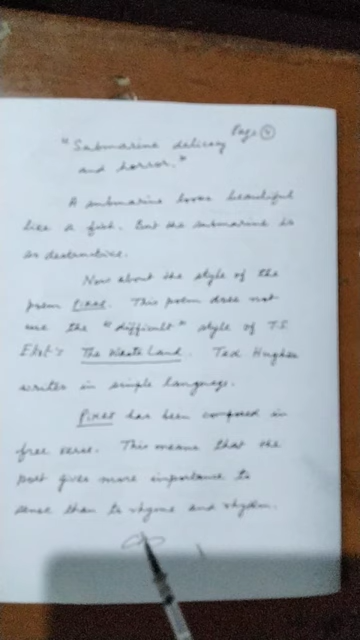 Page 4
"Submarine delicacy
and horror."
A submarine looks beautiful
like a fish. But the submarine is
so destructive.
Now about the style of the
poem Pike. This poem does not
use the "difficult" style of T.S.
Eliot's The Waste Land. Ted Hughes
writes in simple language.
has been composed in
free verse. This means that the
poet gives more importance to
sense than to rhyme and rhythm.